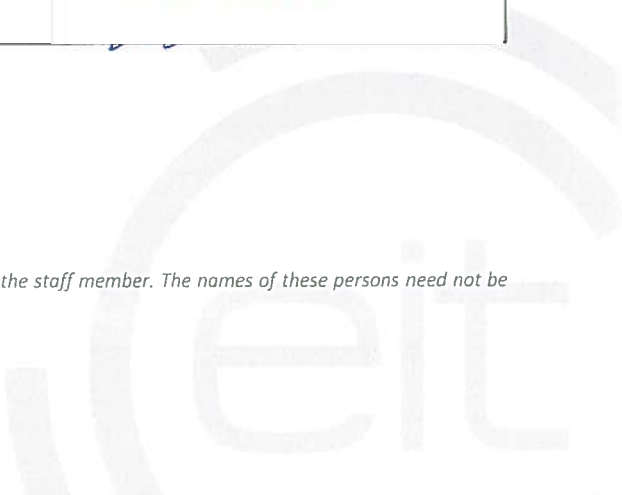 the staff member. The names of these persons need not be
eit